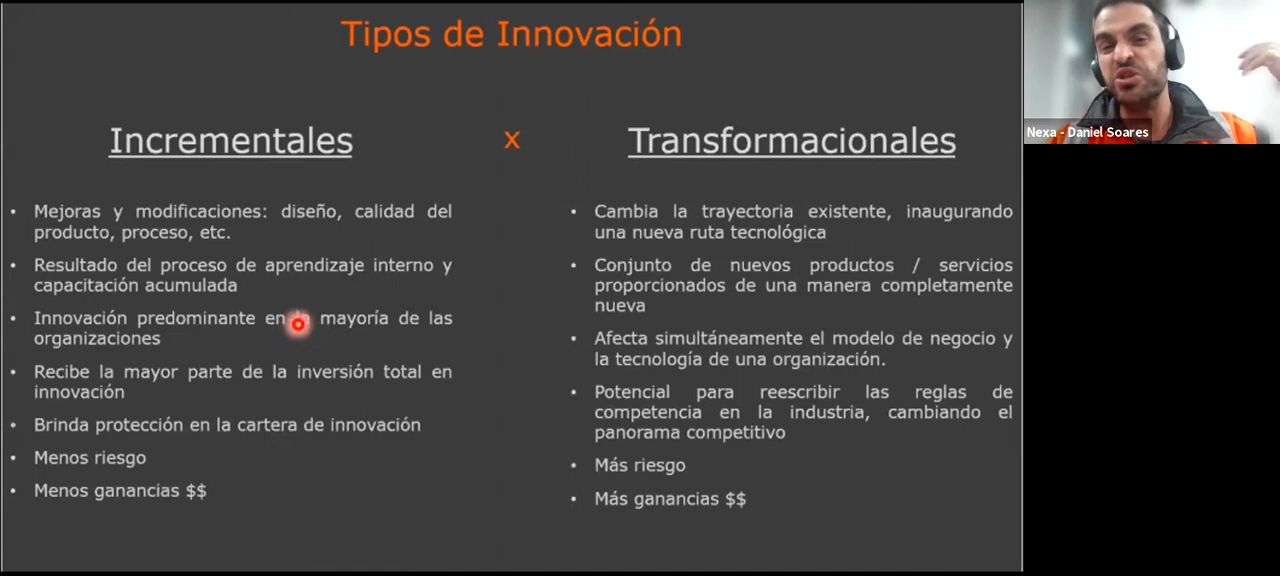 Tipos de Innovación
Incrementales
x
Transformacionales
• Mejoras y modificaciones: diseño, calidad del
producto, proceso, etc.
• Resultado del proceso de aprendizaje interno y
capacitación acumulada
• Innovación predominante en mayoría de las
organizaciones
• Recibe la mayor parte de la inversión total en
innovación
• Brinda protección en la cartera de innovación
• Menos riesgo
• Menos ganancias $$
• Cambia la trayectoria existente, inaugurando
una nueva ruta tecnológica
• Conjunto de nuevos productos / servicios
proporcionados de una manera completamente
nueva
• Afecta simultáneamente el modelo de negocio y
la tecnología de una organización.
• Potencial para reescribir las reglas de
competencia en la industria, cambiando el
panorama competitivo
• Más riesgo
• Más ganancias $$
Nexa - Daniel Soares